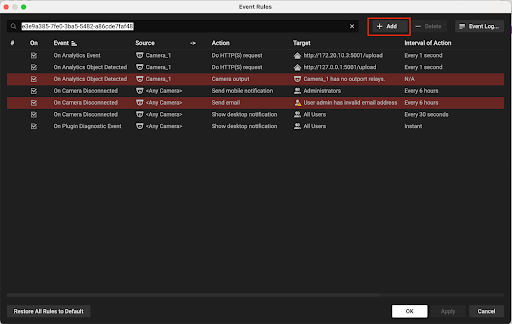 Event Rules
e3e9a385-7fe0-3ba5-5482-a86cde7faf48 × + Add — Delete Event Log...
# On Event Source -> Action Target Interval of Action
On Analytics Event Camera_1 Do HTTP(S) request http://172.20.10.3:5001/upload Every 1 second
On Analytics Object Detected Camera_1 Do HTTP(S) request http://127.0.0.1:5001/upload Every 1 second
On Analytics Object Detected Camera_1 Camera output Camera_1 has no outport relays. N/A
On Camera Disconnected <Any Camera> Send mobile notification Administrators Every 6 hours
On Camera Disconnected <Any Camera> Send email User admin has invalid email address Every 6 hours
On Camera Disconnected <Any Camera> Show desktop notification All Users Every 30 seconds
On Plugin Diagnostic Event <Any Camera> Show desktop notification All Users Instant
Restore All Rules to Default OK Apply Cancel